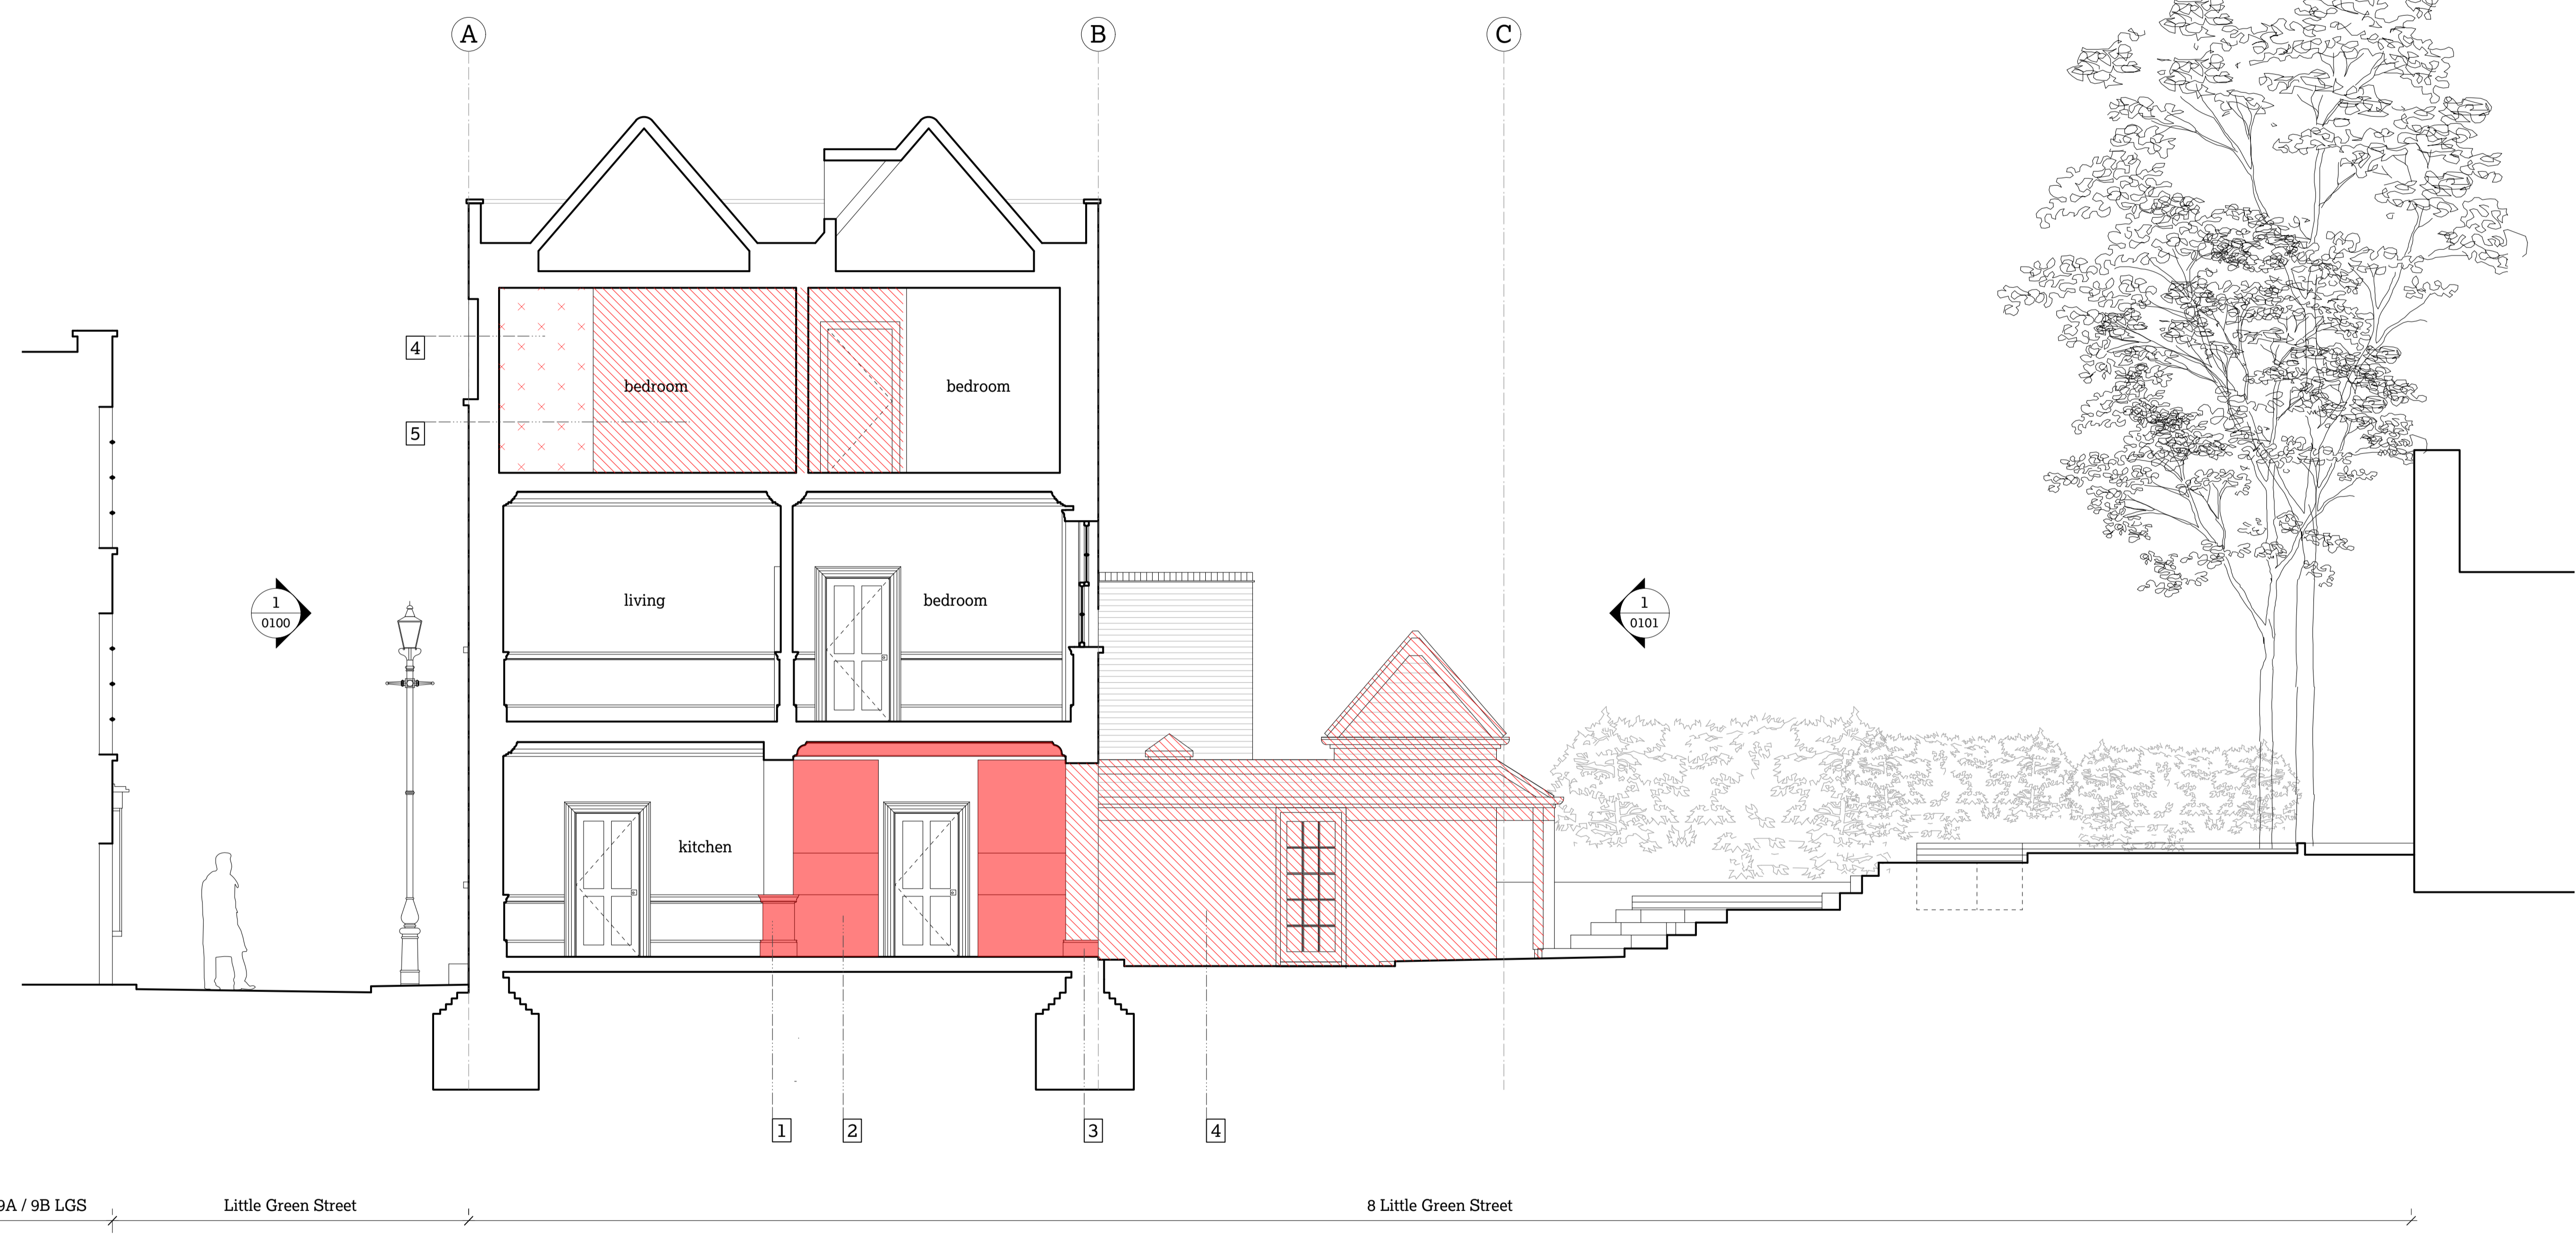 A
B
C
4
bedroom
bedroom
5
living
bedroom
1
0100
1
0101
kitchen
1
2
3
4
9A / 9B LGS
Little Green Street
8 Little Green Street